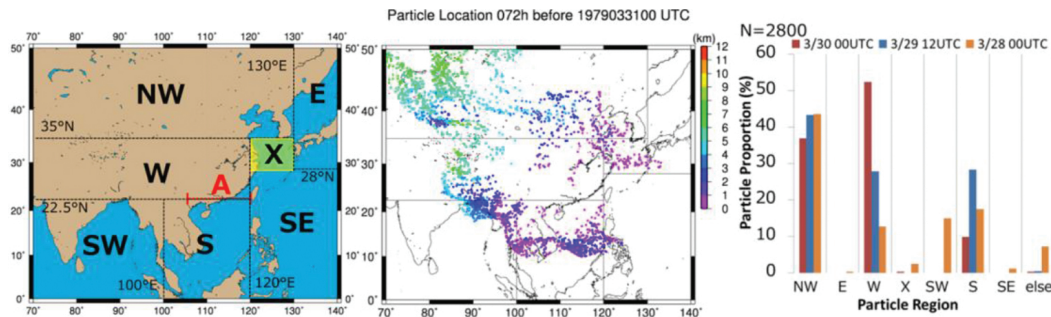 Particle Location 072h before 1979033100 UTC
50°
40°
30°
20°
10°
0°
70° 80° 90° 100° 110° 120° 130° 140°
NW
130°E
E
35°N
W
X
A
28°N
22.5°N
SW
S
SE
100°E
120°E
50°
40°
30°
20°
10°
0°
70° 80° 90° 100° 110° 120° 130° 140°
(km)
12
11
10
9
8
7
6
5
4
3
2
1
0
N=2800
3/30 00UTC 3/29 12UTC 3/28 00UTC
Particle Proportion (%)
60
50
40
30
20
10
0
NW E W X SW S SE else
Particle Region